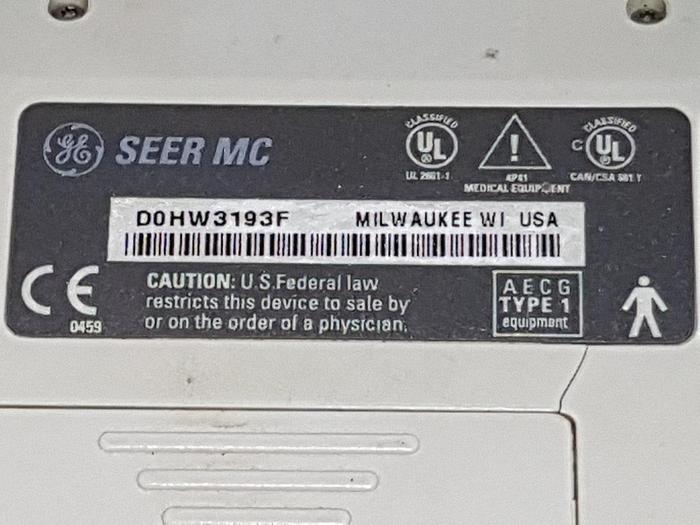 GE SEER MC
CLASSIFIED
UL
UL 2601-1
!
MEDICAL EQUIPMENT
CLASSIFIED
C UL
CAN/CSA 601.1
D0HW3193F MILWAUKEE WI USA
CE
0459
CAUTION: U.S.Federal law
restricts this device to sale by
or on the order of a physician.
AECG
TYPE 1
equipment